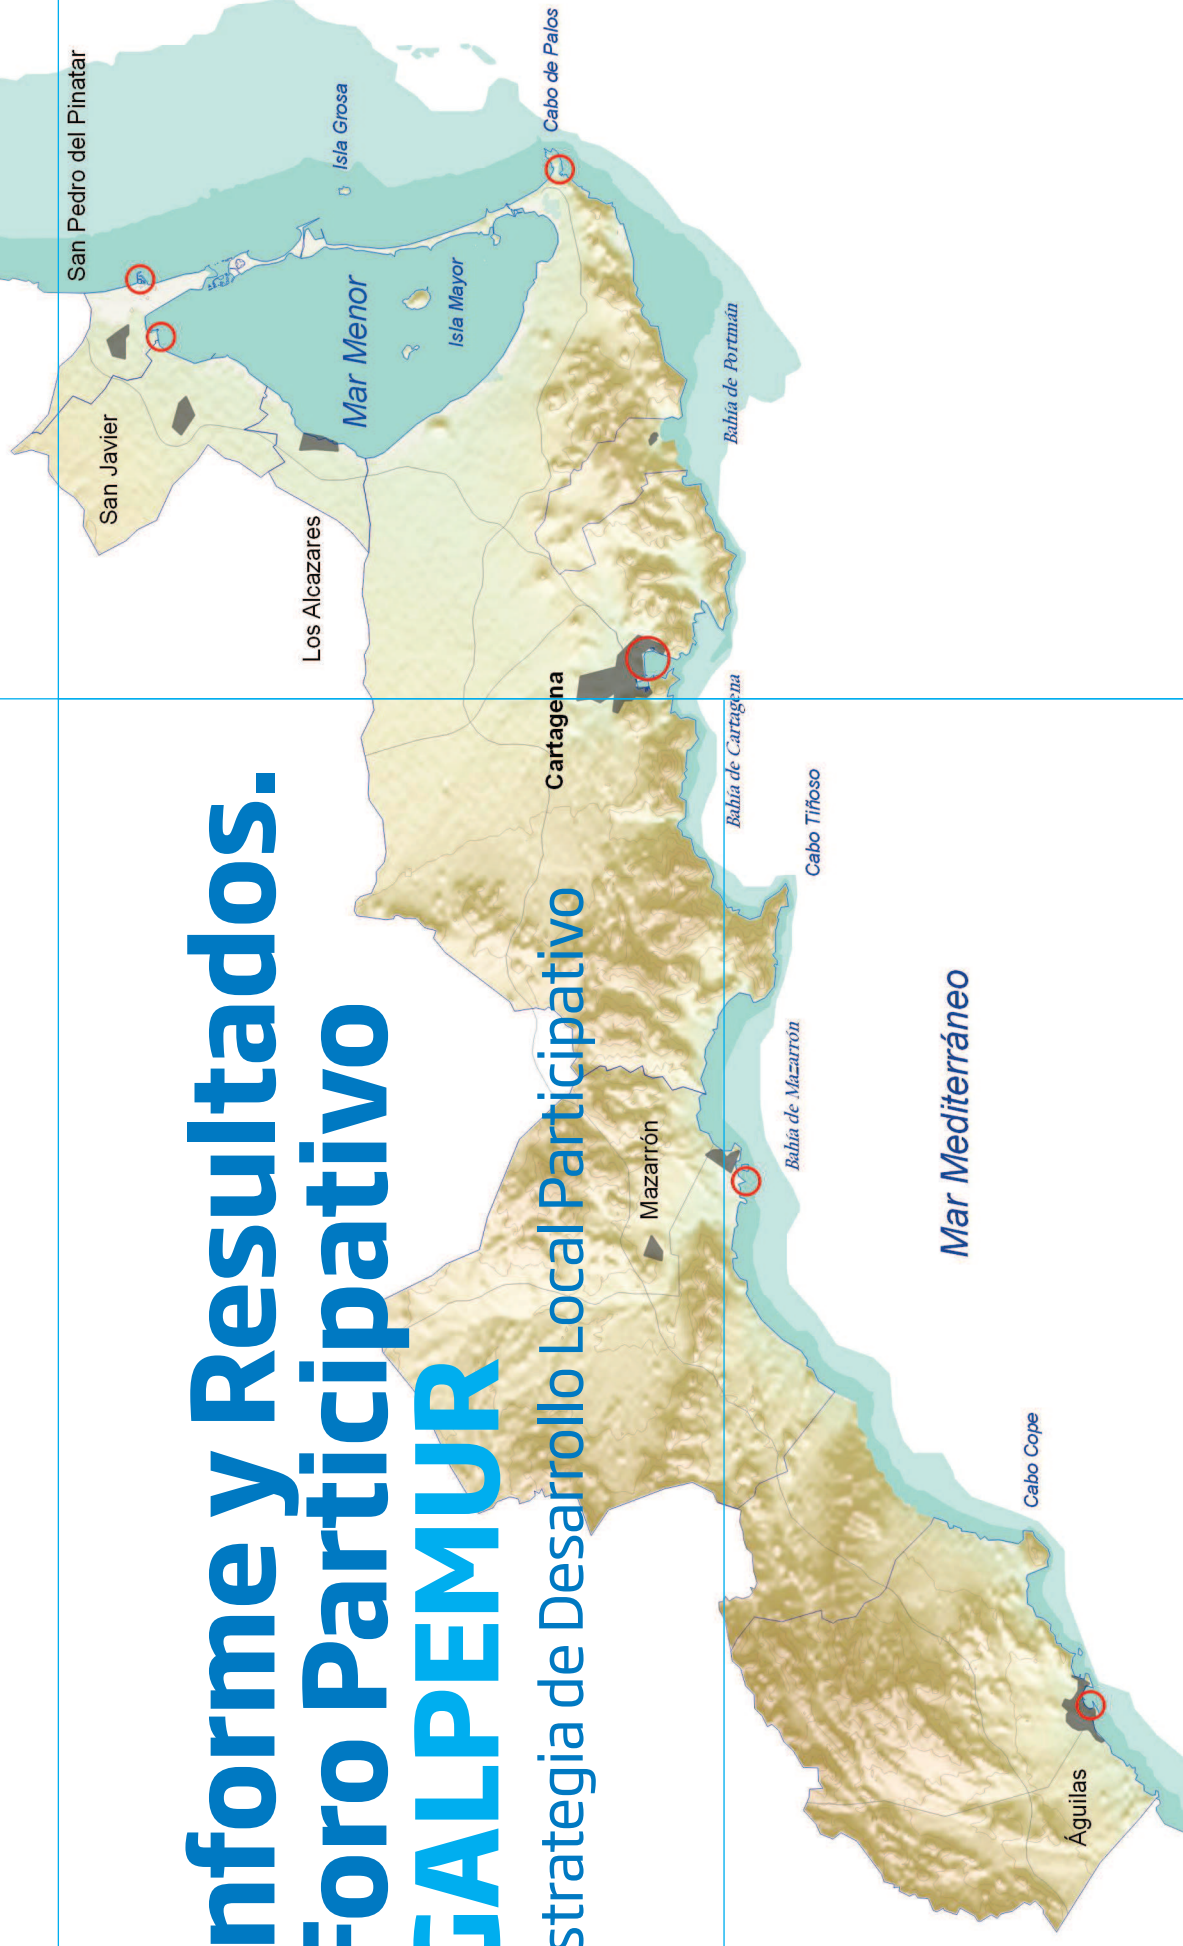 nforme y Resultados.
Foro Participativo
GALPEMUR
strategia de Desarrollo Local Participativo
San Pedro del Pinatar
San Javier
Los Alcazares
Mar Menor
Isla Grosa
Isla Mayor
Cabo de Palos
Cartagena
Bahía de Portmán
Bahía de Cartagena
Cabo Tiñoso
Mazarrón
Bahía de Mazarrón
Mar Mediterráneo
Cabo Cope
Águilas